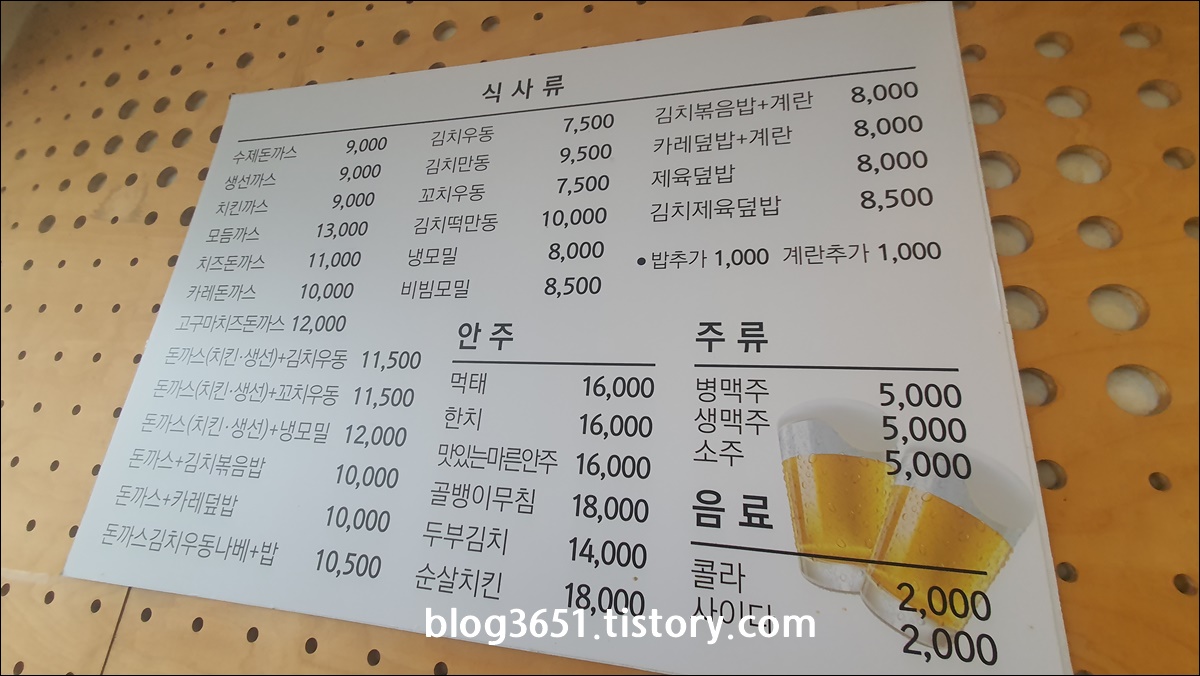 식사류
수제돈까스 9,000
생선까스 9,000
치킨까스 9,000
모듬까스 13,000
치즈돈까스 11,000
카레돈까스 10,000
고구마치즈돈까스 12,000
돈까스(치킨·생선)+김치우동 11,500
돈까스(치킨·생선)+꼬치우동 11,500
돈까스(치킨·생선)+냉모밀 12,000
돈까스+김치볶음밥 10,000
돈까스+카레덮밥 10,000
돈까스김치우동나베+밥 10,500
김치우동 7,500
김치만동 9,500
꼬치우동 7,500
김치떡만동 10,000
냉모밀 8,000
비빔모밀 8,500
김치볶음밥+계란 8,000
카레덮밥+계란 8,000
제육덮밥 8,000
김치제육덮밥 8,500
•밥추가 1,000 계란추가 1,000
안주
먹태 16,000
한치 16,000
맛있는마른안주 16,000
골뱅이무침 18,000
두부김치 14,000
순살치킨 18,000
주류
병맥주 5,000
생맥주 5,000
소주 5,000
음료
콜라 2,000
사이다 2,000
blog3651.tistory.com